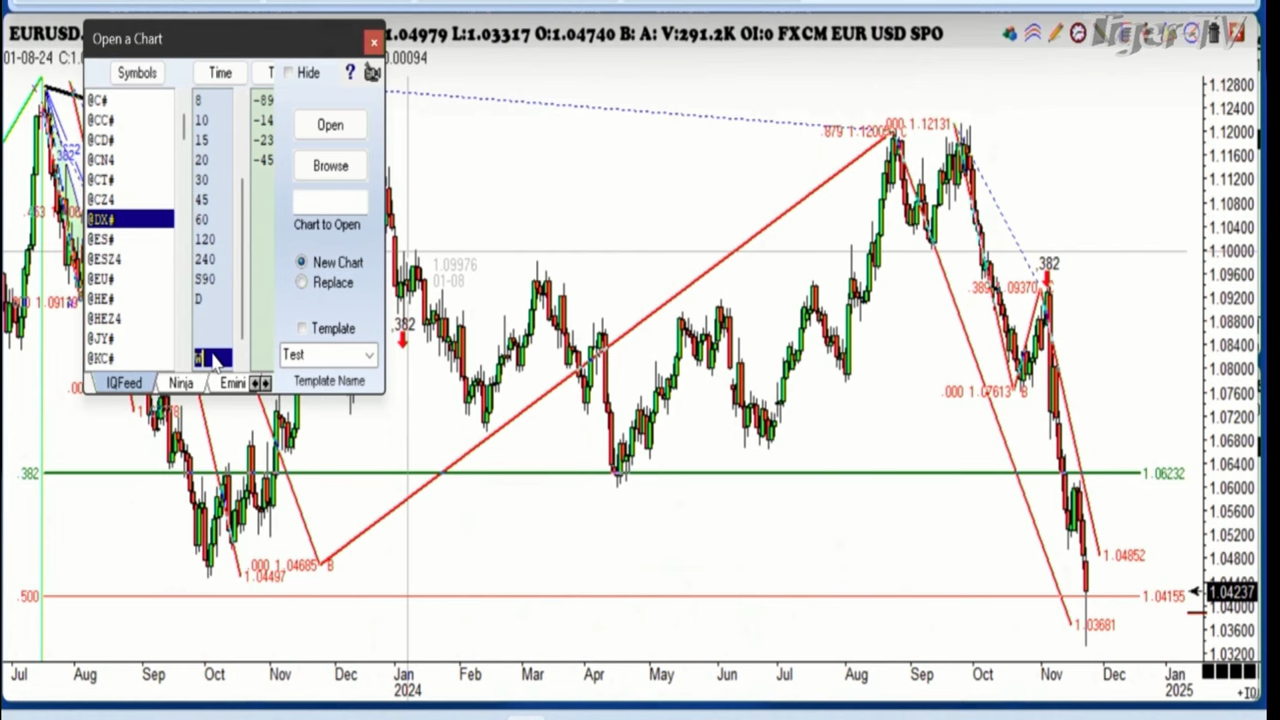 EURUSD
1.04979 L:1.03317 O:1.04740 B: A: V:291.2K OI:0 FXCM EUR USD SPO
TigerTV
01-08-24 C:1.0
0.00094
Open a Chart
Symbols Time T Hide ?
@C#
@CC#
@CD#
@CN4
@CT#
@CZ4
@DX#
@ES#
@ESZ4
@EU#
@HE#
@HEZ4
@JY#
@KC#
8
10
15
20
30
45
60
120
240
S90
D
-89
-14
-23
-45
Open
Browse
Chart to Open
New Chart
Replace
Template
Test
Template Name
IQFeed Ninja Emini
1.12800
1.12400
1.12000
1.11600
1.11200
1.10800
1.10400
1.10000
1.09600
1.09200
1.08800
1.08400
1.08000
1.07600
1.07200
1.06800
1.06400
1.06000
1.05600
1.05200
1.04800
1.04237
1.04000
1.03600
1.03200
+10
000 1.12131
1.09976
01-08
.382
382
1.09370
.000 1.07613 B
.382
1.06232
.000 1.04685 B
1.04497
1.04852
.500
1.04155
1.03681
Jul Aug Sep Oct Nov Dec Jan Feb Mar Apr May Jun Jul Aug Sep Oct Nov Dec Jan
2024 2025